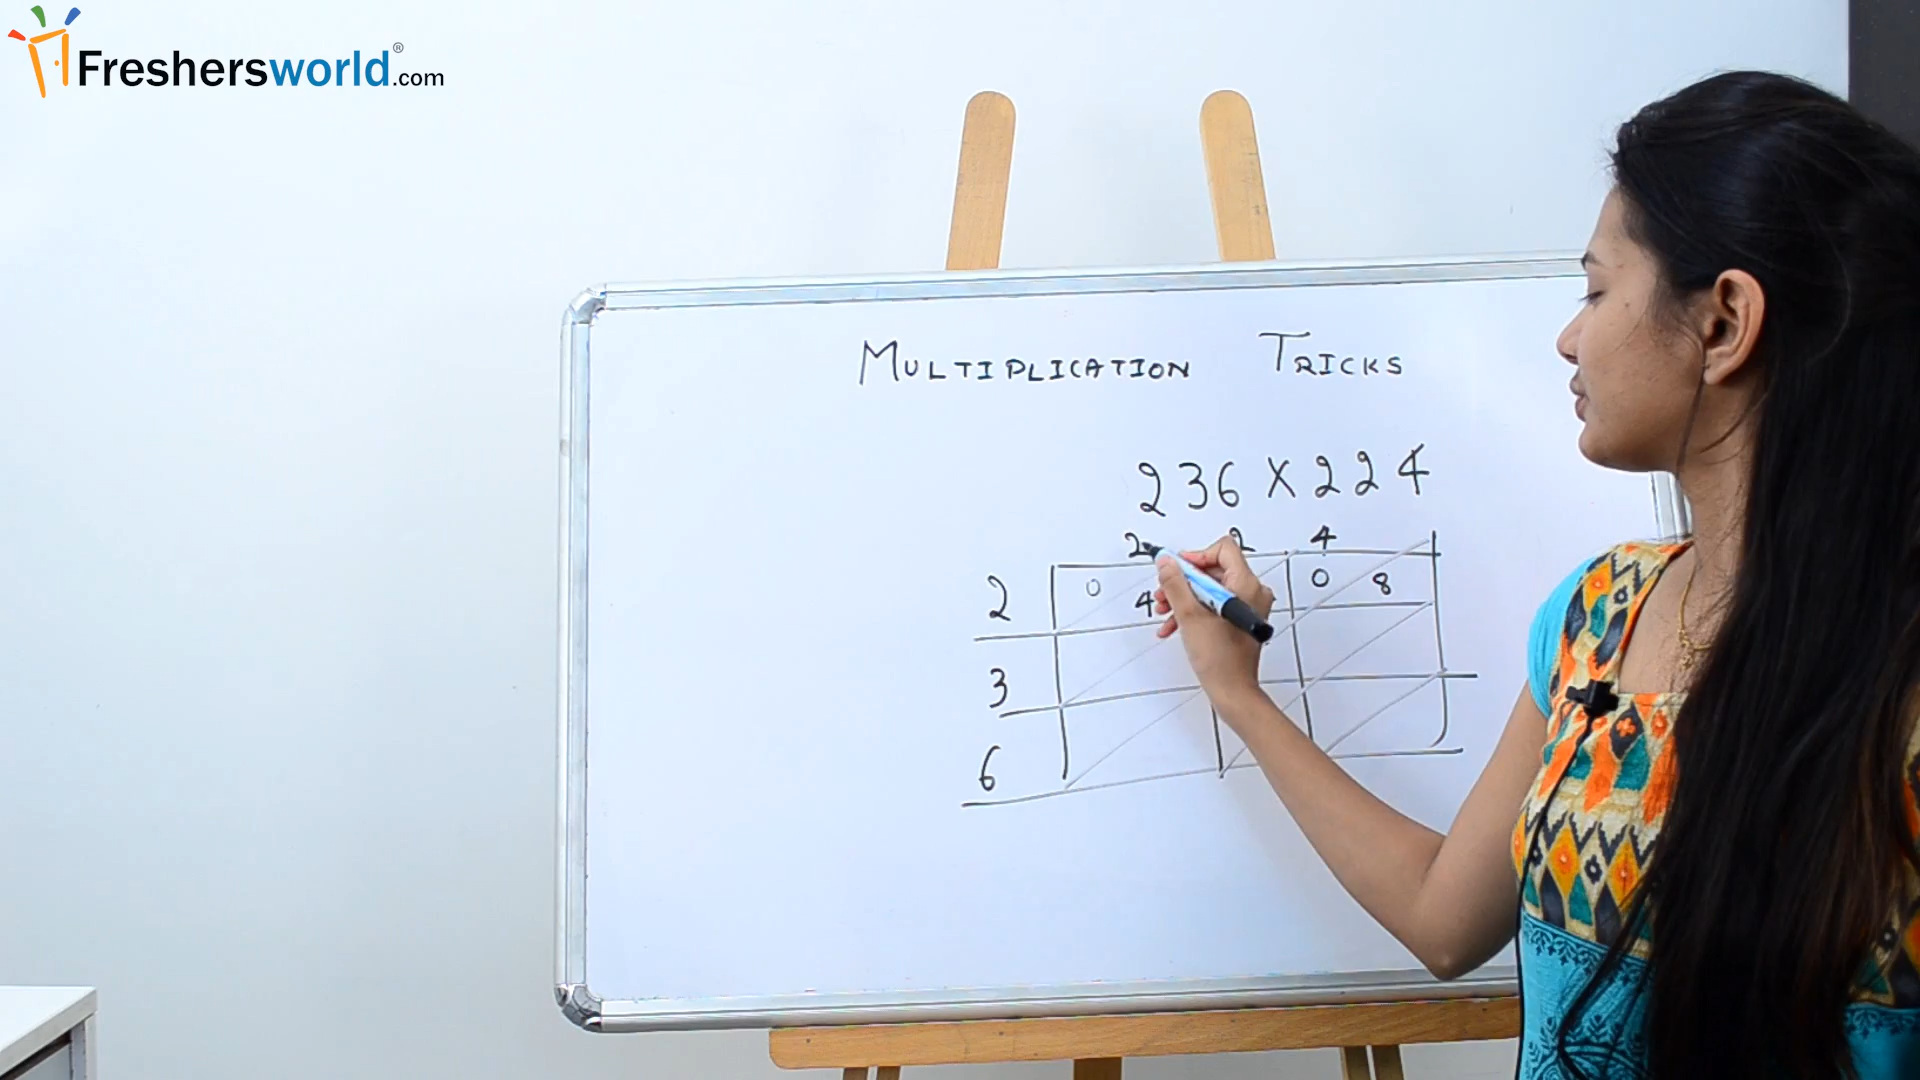 Freshersworld.com®
MULTIPLICATION TRICKS
236 X 224
2 2 4
2 0 4 0 8
3
6